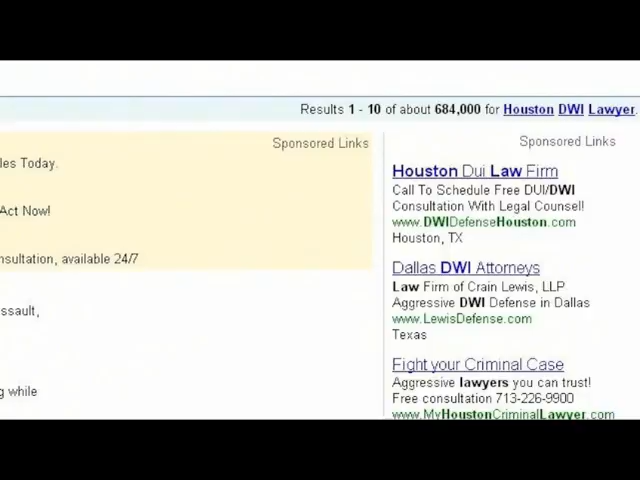 Results 1 - 10 of about 684,000 for Houston DWI Lawyer.
Sponsored Links
les Today.
Act Now!
nsultation, available 24/7
ssault,
g while
Sponsored Links
Houston Dui Law Firm
Call To Schedule Free DUI/DWI
Consultation With Legal Counsel!
www.DWIDefenseHouston.com
Houston, TX
Dallas DWI Attorneys
Law Firm of Crain Lewis, LLP
Aggressive DWI Defense in Dallas
www.LewisDefense.com
Texas
Fight your Criminal Case
Aggressive lawyers you can trust!
Free consultation 713-226-9900
www.MyHoustonCriminalLawyer.com